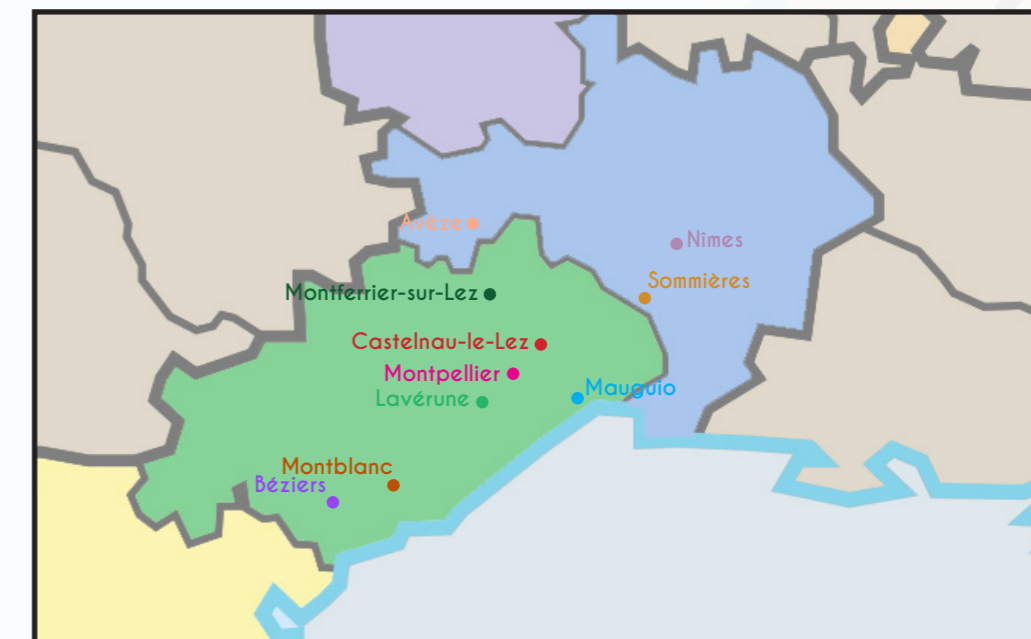 Avèze
Nîmes
Sommières
Montferrier-sur-Lez
Castelnau-le-Lez
Montpellier
Mauguio
Lavérune
Montblanc
Béziers